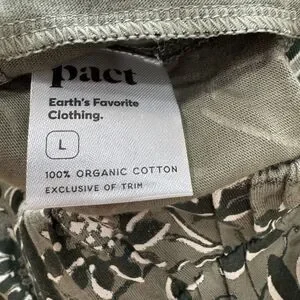 pact
Earth's Favorite
Clothing.
L
100% ORGANIC COTTON
EXCLUSIVE OF TRIM